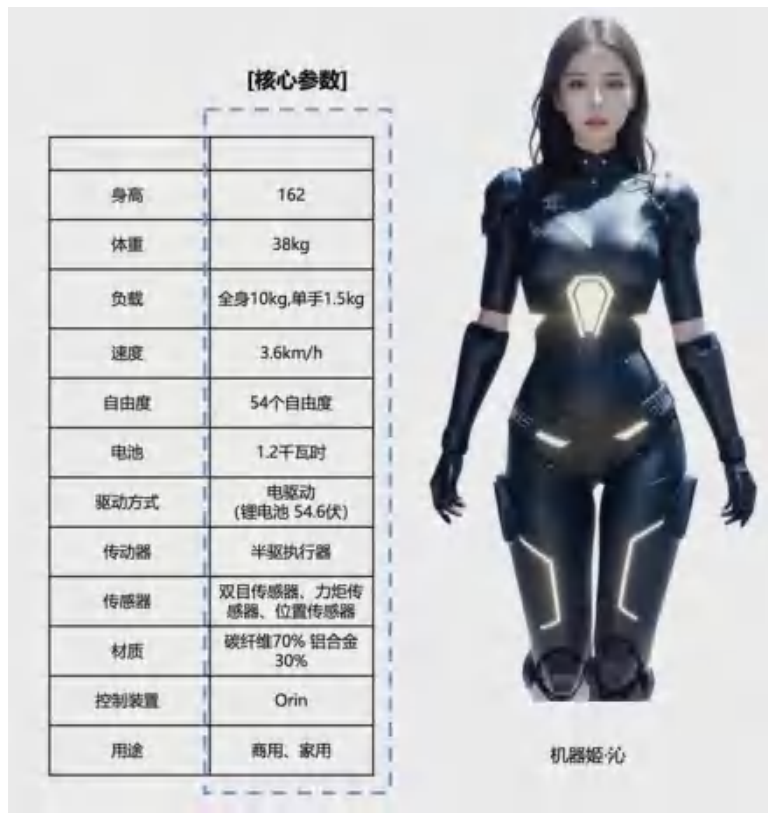 [核心参数]
身高 162
体重 38kg
负载 全身10kg,单手1.5kg
速度 3.6km/h
自由度 54个自由度
电池 1.2千瓦时
驱动方式 电驱动
(锂电池 54.6伏)
传动器 半驱执行器
传感器 双目传感器、力炬传
感器、位置传感器
材质 碳纤维70% 铝合金
30%
控制装置 Orin
用途 商用、家用
机器姬·沁